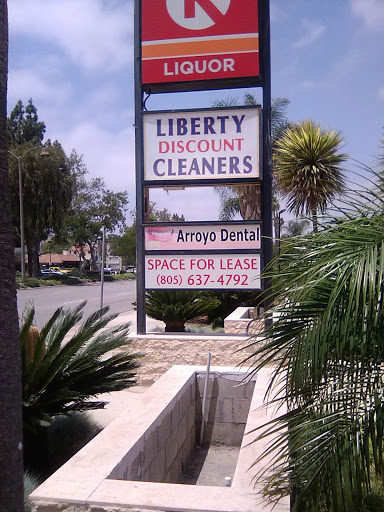 K
LIQUOR
LIBERTY
DISCOUNT
CLEANERS
Arroyo Dental
SPACE FOR LEASE
(805) 637-4792